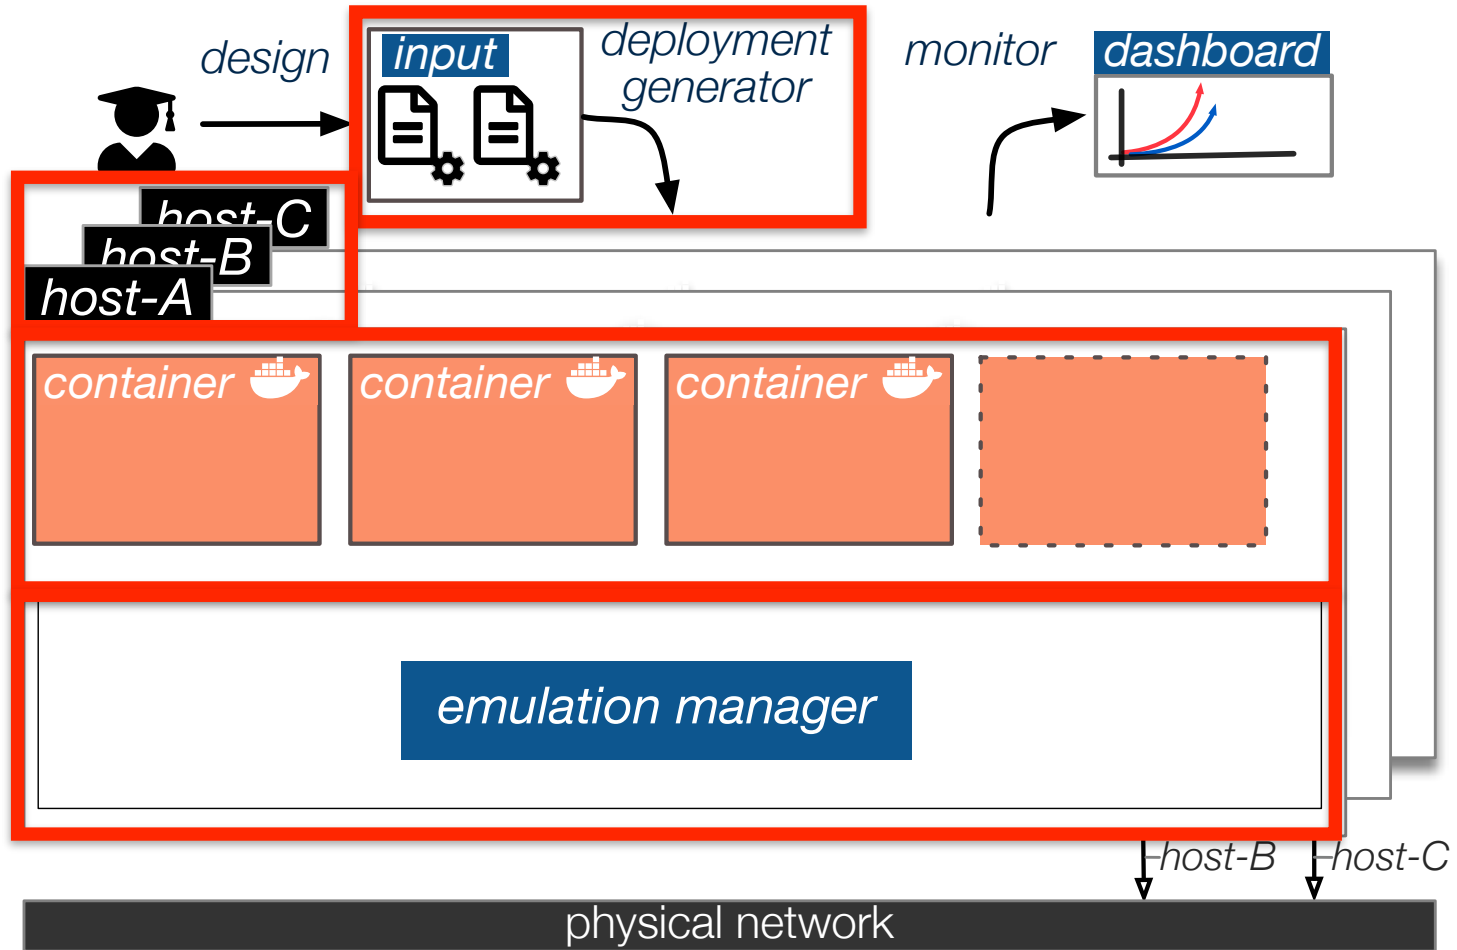 design
input
deployment
generator
monitor
dashboard
host-C
host-B
host-A
container
container
container
emulation manager
host-B
host-C
physical network